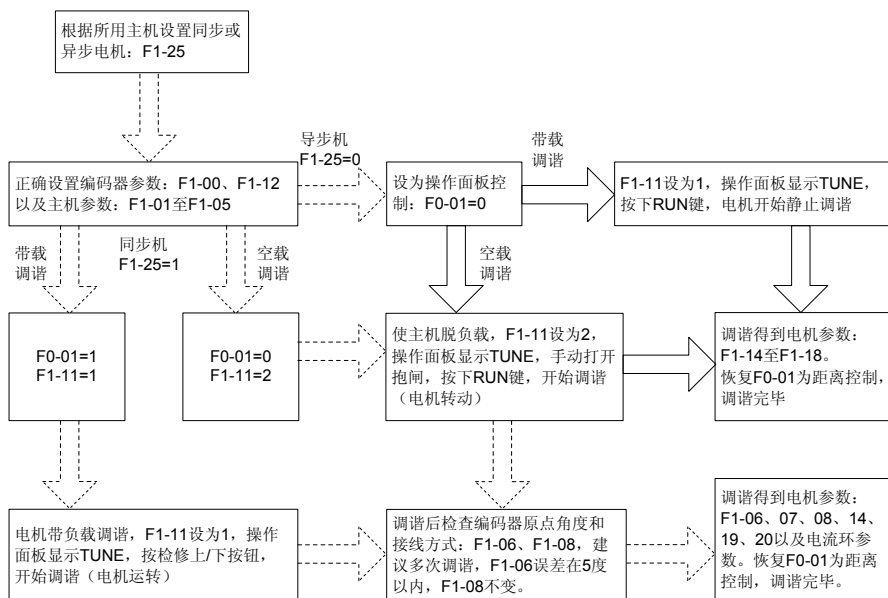 根据所用主机设置同步或
异步电机：F1-25
导步机
F1-25=0
带载
调谐
正确设置编码器参数：F1-00、F1-12
以及主机参数：F1-01至F1-05
设为操作面板控
制：F0-01=0
F1-11设为1，操作面板显示TUNE，
按下RUN键，电机开始静止调谐
带载
调谐
同步机
F1-25=1
空载
调谐
空载
调谐
F0-01=1
F1-11=1
F0-01=0
F1-11=2
使主机脱负载，F1-11设为2，
操作面板显示TUNE，手动打开
抱闸，按下RUN键，开始调谐
（电机转动）
调谐得到电机参数：
F1-14至F1-18。
恢复F0-01为距离控制，
调谐完毕
电机带负载调谐，F1-11设为1，操作
面板显示TUNE，按检修上/下按钮，
开始调谐（电机运转）
调谐后检查编码器原点角度和
接线方式：F1-06、F1-08，建
议多次调谐，F1-06误差在5度
以内，F1-08不变。
调谐得到电机参数：
F1-06、07、08、14、
19、20以及电流环参
数。恢复F0-01为距离
控制，调谐完毕。